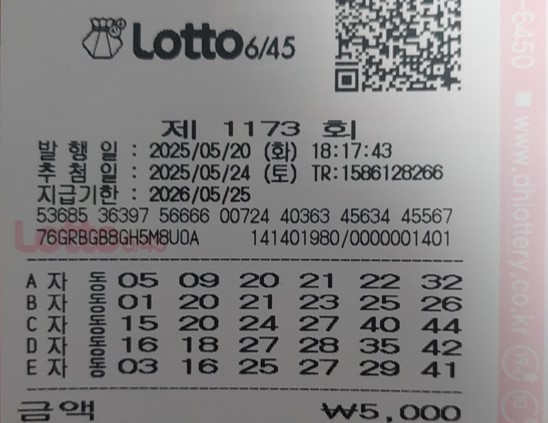 Lotto 6/45
제 1173 회
발 행 일 : 2025/05/20 (화) 18:17:43
추 첨 일 : 2025/05/24 (토) TR:1586128266
지급기한 : 2026/05/25
53685 36397 56666 00724 40363 45634 45567
76GRBGB8GH5M8U0A 141401980/0000001401
A 자 동 05 09 20 21 22 32
B 자 동 01 20 21 23 25 26
C 자 동 15 20 24 27 40 44
D 자 동 16 18 27 28 35 42
E 자 동 03 16 25 27 29 41
금액 ₩5,000
-6450 ■ www.dhlottery.co.kr